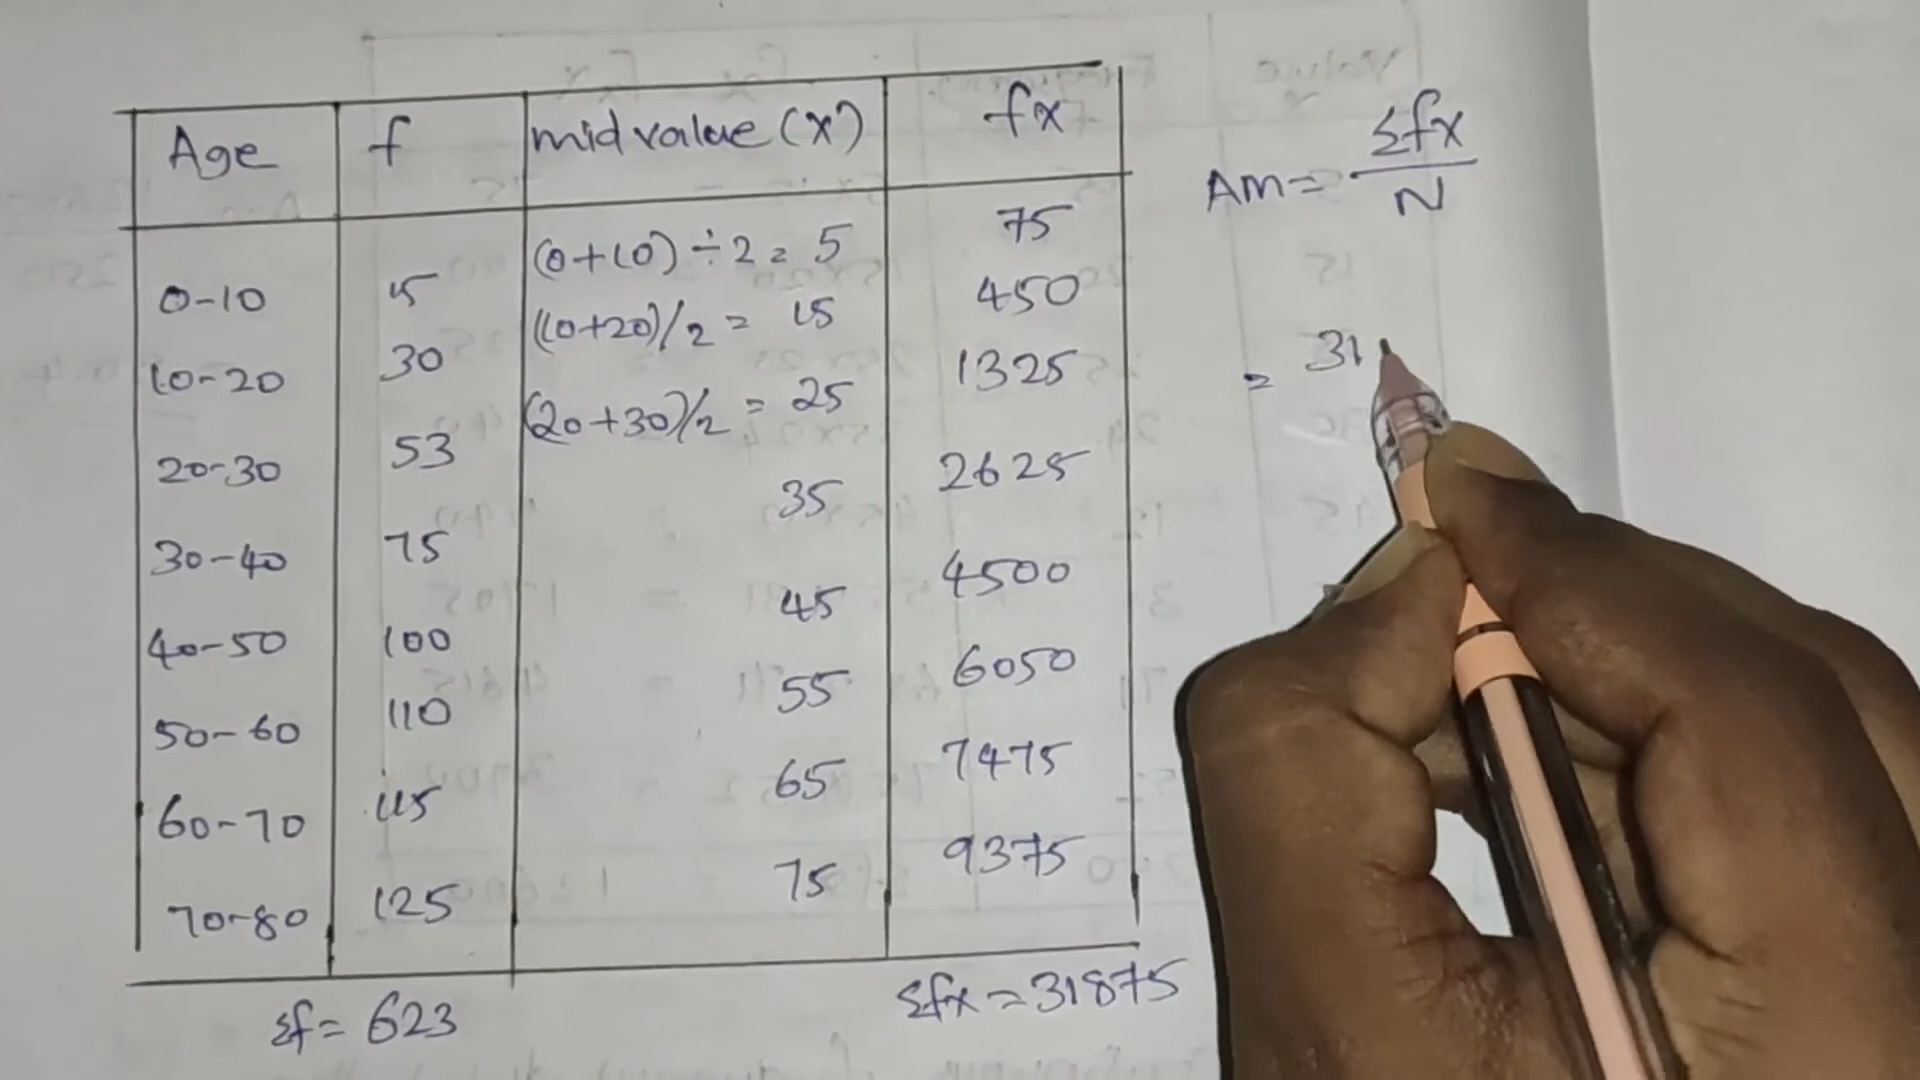 Age f mid value (x) fx
0-10 15 (0+10) ÷ 2 = 5 75
10-20 30 (10+20)/2 = 15 450
20-30 53 (20+30)/2 = 25 1325
30-40 75 35 2625
40-50 100 45 4500
50-60 110 55 6050
60-70 115 65 7475
70-80 125 75 9375
Σf = 623 Σfx = 31875
AM = Σfx / N
= 31